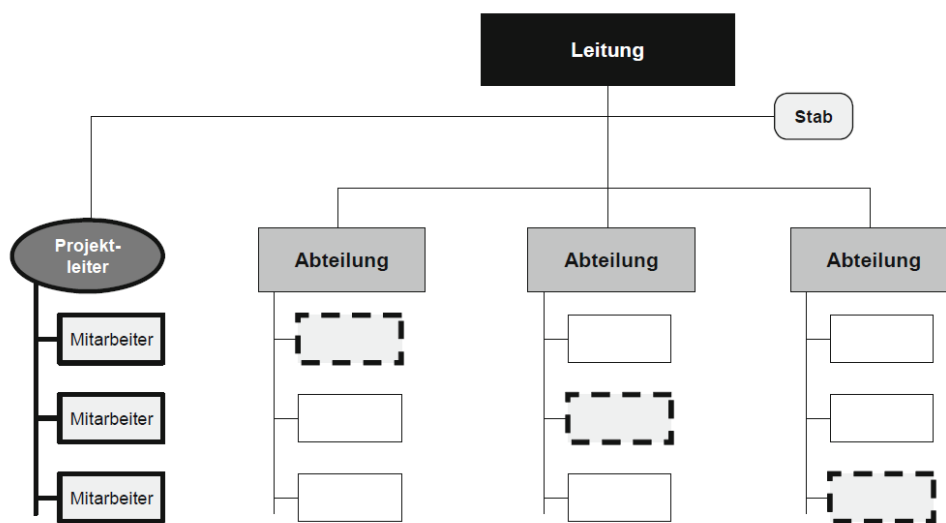 Leitung
Stab
Projekt-
leiter
Abteilung
Abteilung
Abteilung
Mitarbeiter
Mitarbeiter
Mitarbeiter